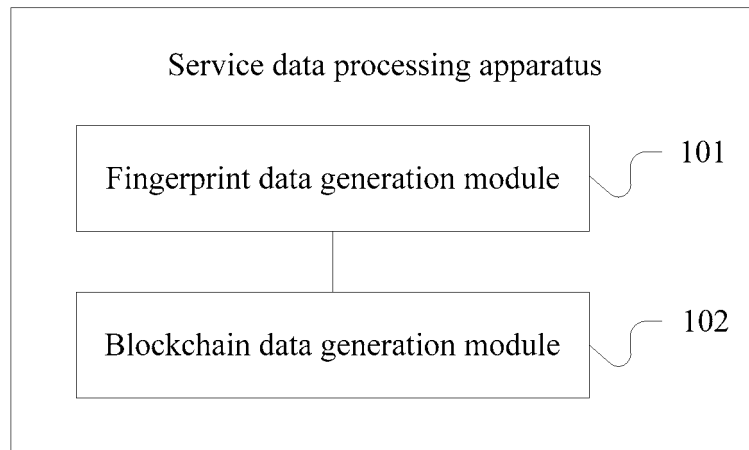 Service data processing apparatus
Fingerprint data generation module
101
Blockchain data generation module
102